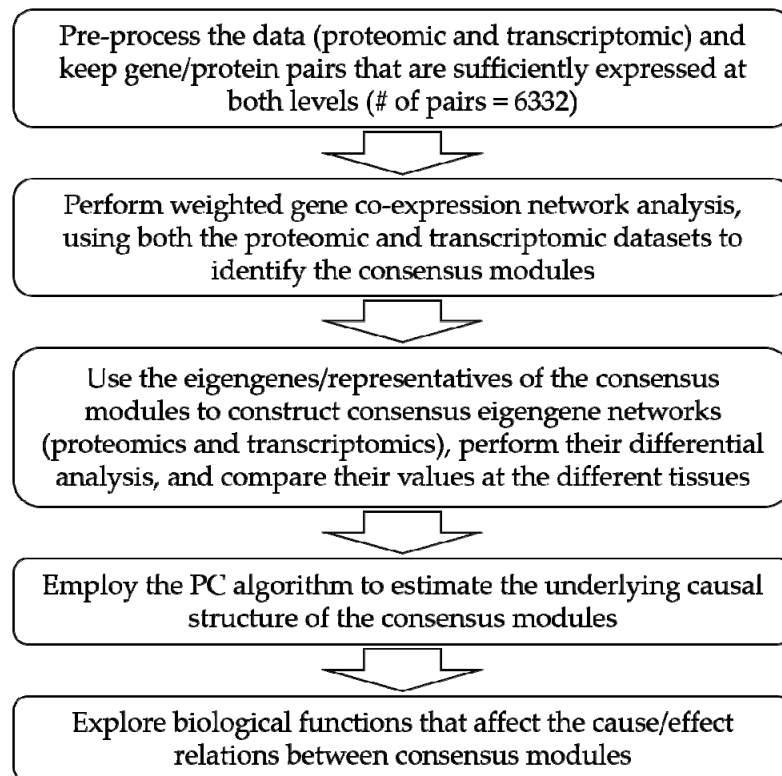 Pre-process the data (proteomic and transcriptomic) and
keep gene/protein pairs that are sufficiently expressed at
both levels (# of pairs = 6332)
Perform weighted gene co-expression network analysis,
using both the proteomic and transcriptomic datasets to
identify the consensus modules
Use the eigengenes/representatives of the consensus
modules to construct consensus eigengene networks
(proteomics and transcriptomics), perform their differential
analysis, and compare their values at the different tissues
Employ the PC algorithm to estimate the underlying causal
structure of the consensus modules
Explore biological functions that affect the cause/effect
relations between consensus modules